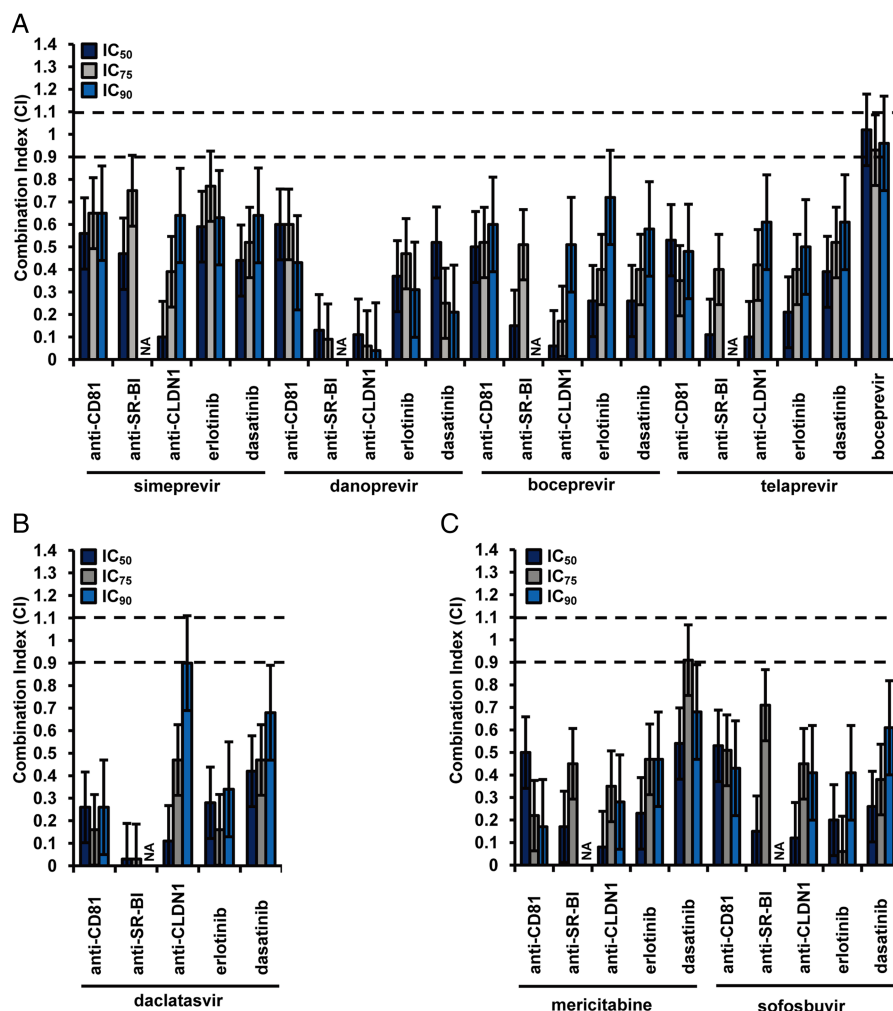 A
1.4
1.3
1.2
1.1
1
0.9
0.8
0.7
0.6
0.5
0.4
0.3
0.2
0.1
0
Combination Index (CI)
IC50
IC75
IC90
NA
NA
NA
NA
anti-CD81
anti-SR-BI
anti-CLDN1
erlotinib
dasatinib
anti-CD81
anti-SR-BI
anti-CLDN1
erlotinib
dasatinib
anti-CD81
anti-SR-BI
anti-CLDN1
erlotinib
dasatinib
anti-CD81
anti-SR-BI
anti-CLDN1
erlotinib
dasatinib
boceprevir
simeprevir danoprevir boceprevir telaprevir
B
1.4
1.3
1.2
1.1
1
0.9
0.8
0.7
0.6
0.5
0.4
0.3
0.2
0.1
0
Combination Index (CI)
IC50
IC75
IC90
NA
anti-CD81
anti-SR-BI
anti-CLDN1
erlotinib
dasatinib
daclatasvir
C
1.4
1.3
1.2
1.1
1
0.9
0.8
0.7
0.6
0.5
0.4
0.3
0.2
0.1
0
Combination Index (CI)
IC50
IC75
IC90
NA
NA
anti-CD81
anti-SR-BI
anti-CLDN1
erlotinib
dasatinib
anti-CD81
anti-SR-BI
anti-CLDN1
erlotinib
dasatinib
mericitabine sofosbuvir